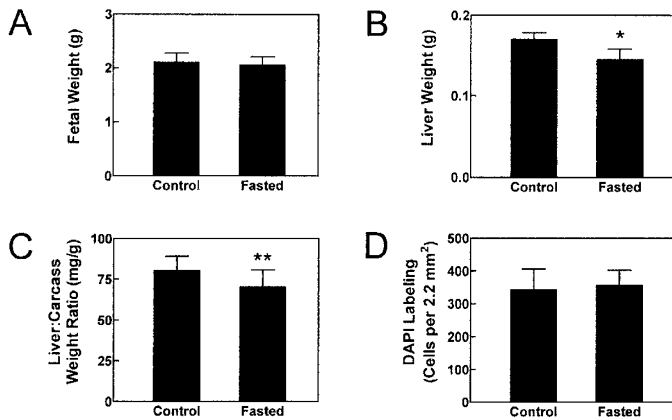 A
Fetal Weight (g)
3
2
1
0
Control Fasted
B
Liver Weight (g)
0.2
0.1
0.0
*
Control Fasted
C
Liver:Carcass
Weight Ratio (mg/g)
100
75
50
25
0
**
Control Fasted
D
DAPI Labeling
(Cells per 2.2 mm²)
500
400
300
200
100
0
Control Fasted